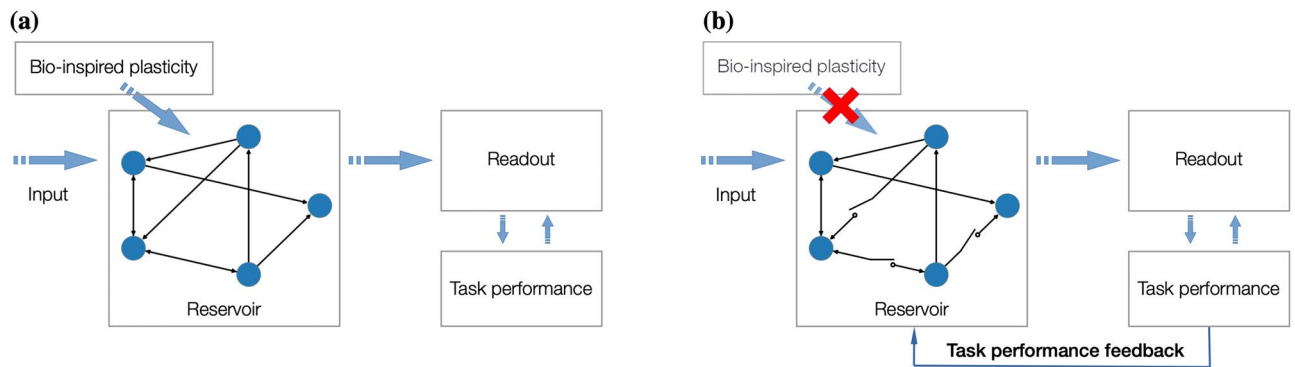 (a)
Bio-inspired plasticity
Input
Reservoir
Readout
Task performance
(b)
Bio-inspired plasticity
Input
Reservoir
Readout
Task performance
Task performance feedback